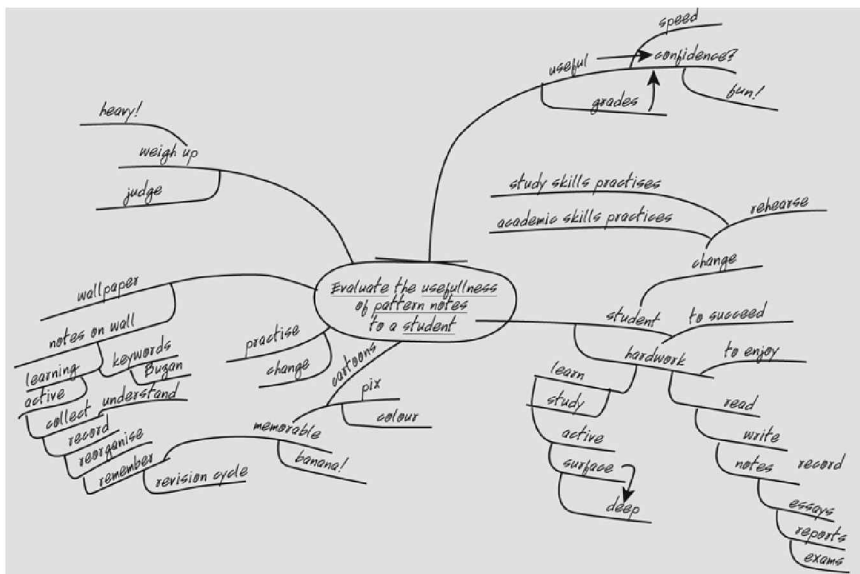 speed
useful
confidence?
grades
fun!
heavy!
weigh up
judge
study skills practises
academic skills practices
rehearse
change
Evaluate the usefullness
of pattern notes
to a student
wallpaper
notes on wall
learning
keywords
Buzan
active
collect
understand
record
reorganise
remember
revision cycle
practise
change
cartoons
pix
colour
memorable
banana!
student
to succeed
hardwork
to enjoy
learn
study
active
surface
deep
read
write
notes
record
essays
reports
exams